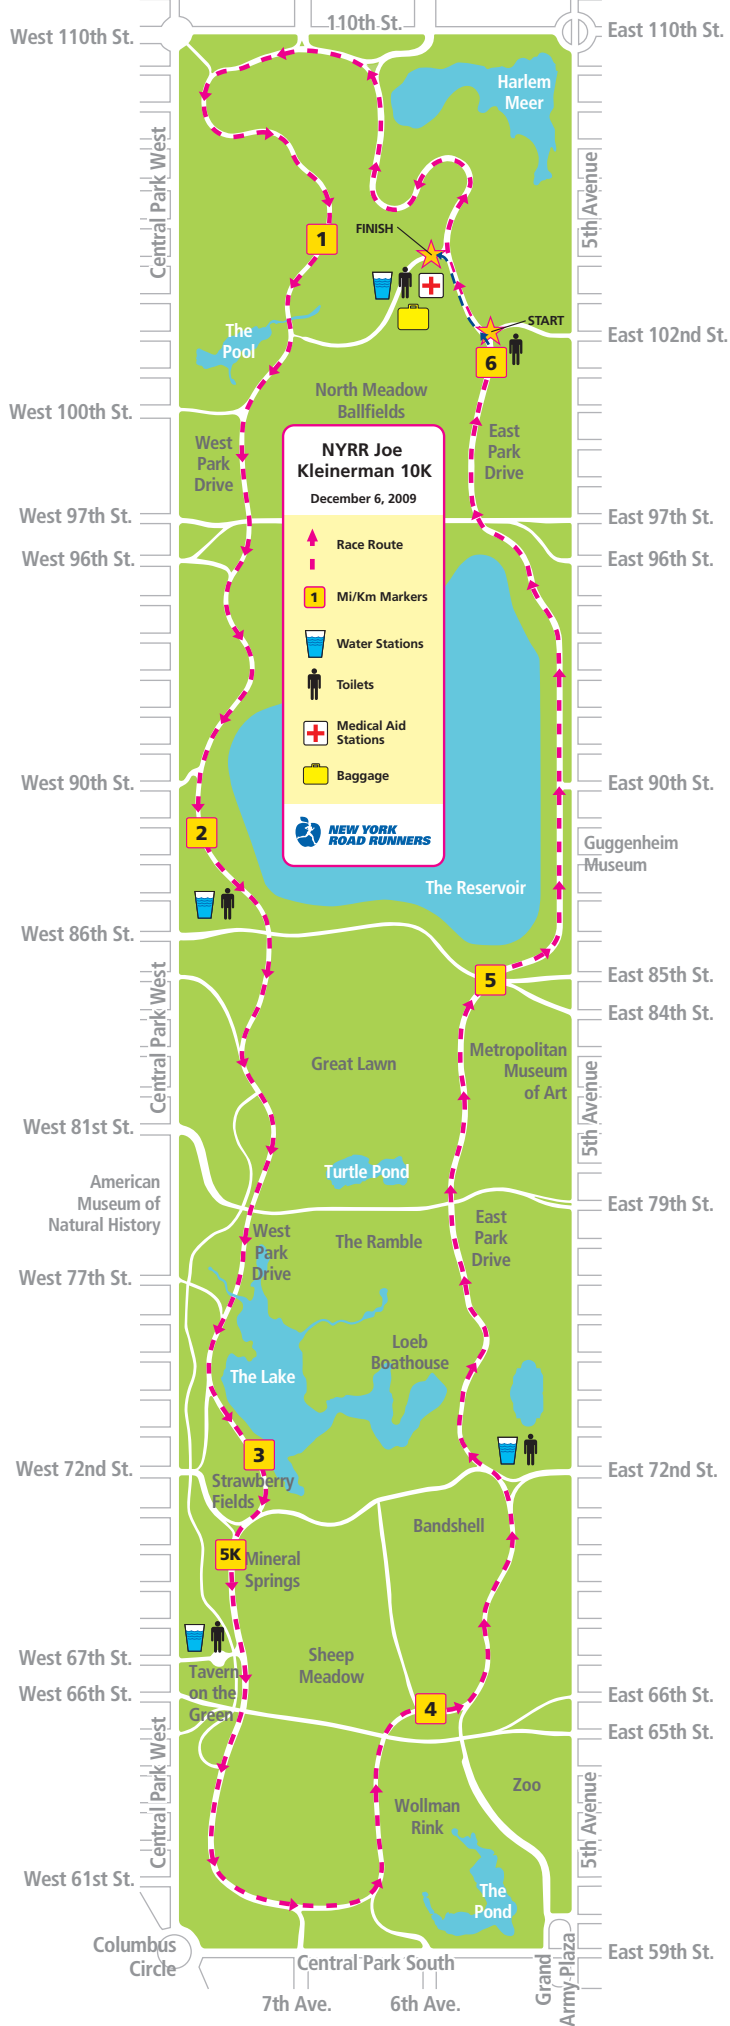 110th St.
West 110th St.
East 110th St.
Harlem
Meer
Central Park West
5th Avenue
1
FINISH
START
The
Pool
East 102nd St.
6
North Meadow
Ballfields
West 100th St.
West
Park
Drive
East
Park
Drive
NYRR Joe
Kleinerman 10K
December 6, 2009
Race Route
1
Mi/Km Markers
Water Stations
Toilets
Medical Aid
Stations
Baggage
NEW YORK
ROAD RUNNERS
West 97th St.
East 97th St.
West 96th St.
East 96th St.
West 90th St.
East 90th St.
2
Guggenheim
Museum
The Reservoir
West 86th St.
5
East 85th St.
East 84th St.
Central Park West
Great Lawn
Metropolitan
Museum
of Art
5th Avenue
West 81st St.
Turtle Pond
American
Museum of
Natural History
East 79th St.
West
Park
Drive
The Ramble
East
Park
Drive
West 77th St.
Loeb
Boathouse
The Lake
3
West 72nd St.
East 72nd St.
Strawberry
Fields
Bandshell
5K
Mineral
Springs
West 67th St.
Sheep
Meadow
Tavern
on the
Green
West 66th St.
4
East 66th St.
East 65th St.
Central Park West
Zoo
5th Avenue
Wollman
Rink
West 61st St.
The
Pond
Columbus
Circle
Central Park South
Grand
Army Plaza
East 59th St.
7th Ave.
6th Ave.